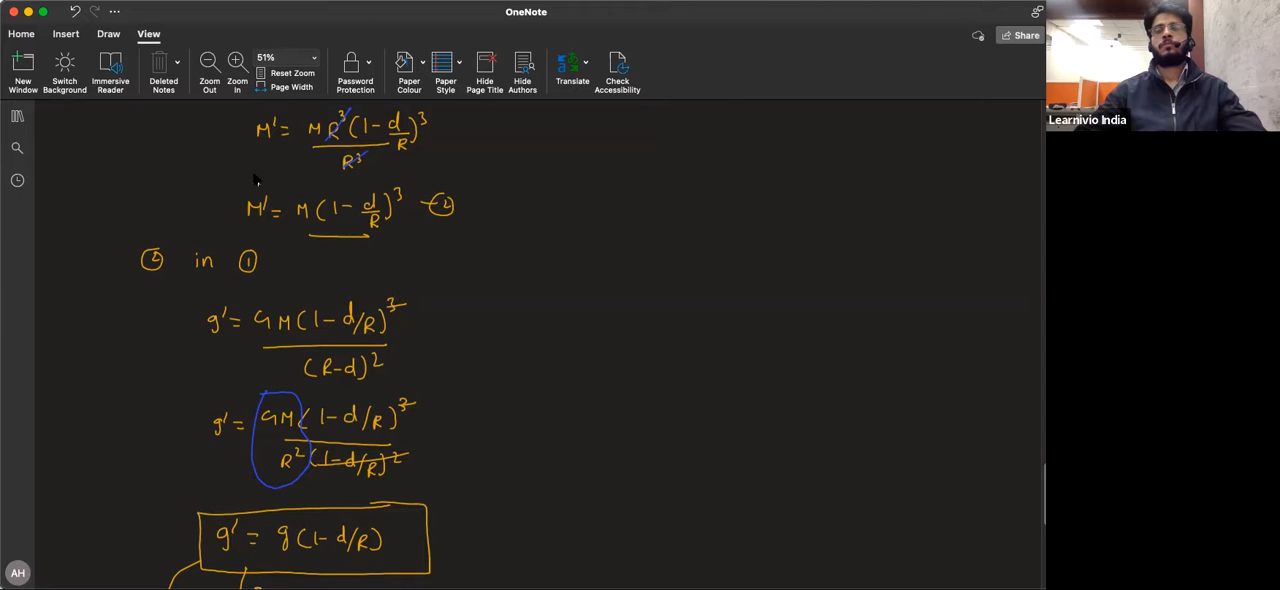 OneNote
Home Insert Draw View
Share
New Window
Switch Background
Immersive Reader
Deleted Notes
Zoom Out
Zoom In
51%
Reset Zoom
Page Width
Password Protection
Paper Colour
Paper Style
Hide Page Title
Hide Authors
Translate
Check Accessibility
Learnivio India
M' = M R³ (1 - d/R)³ / R³
M' = M (1 - d/R)³ - ②
② in ①
g' = GM (1 - d/R)³ / (R-d)²
g' = GM (1 - d/R)³ / R² (1 - d/R)²
g' = g (1 - d/R)
AH